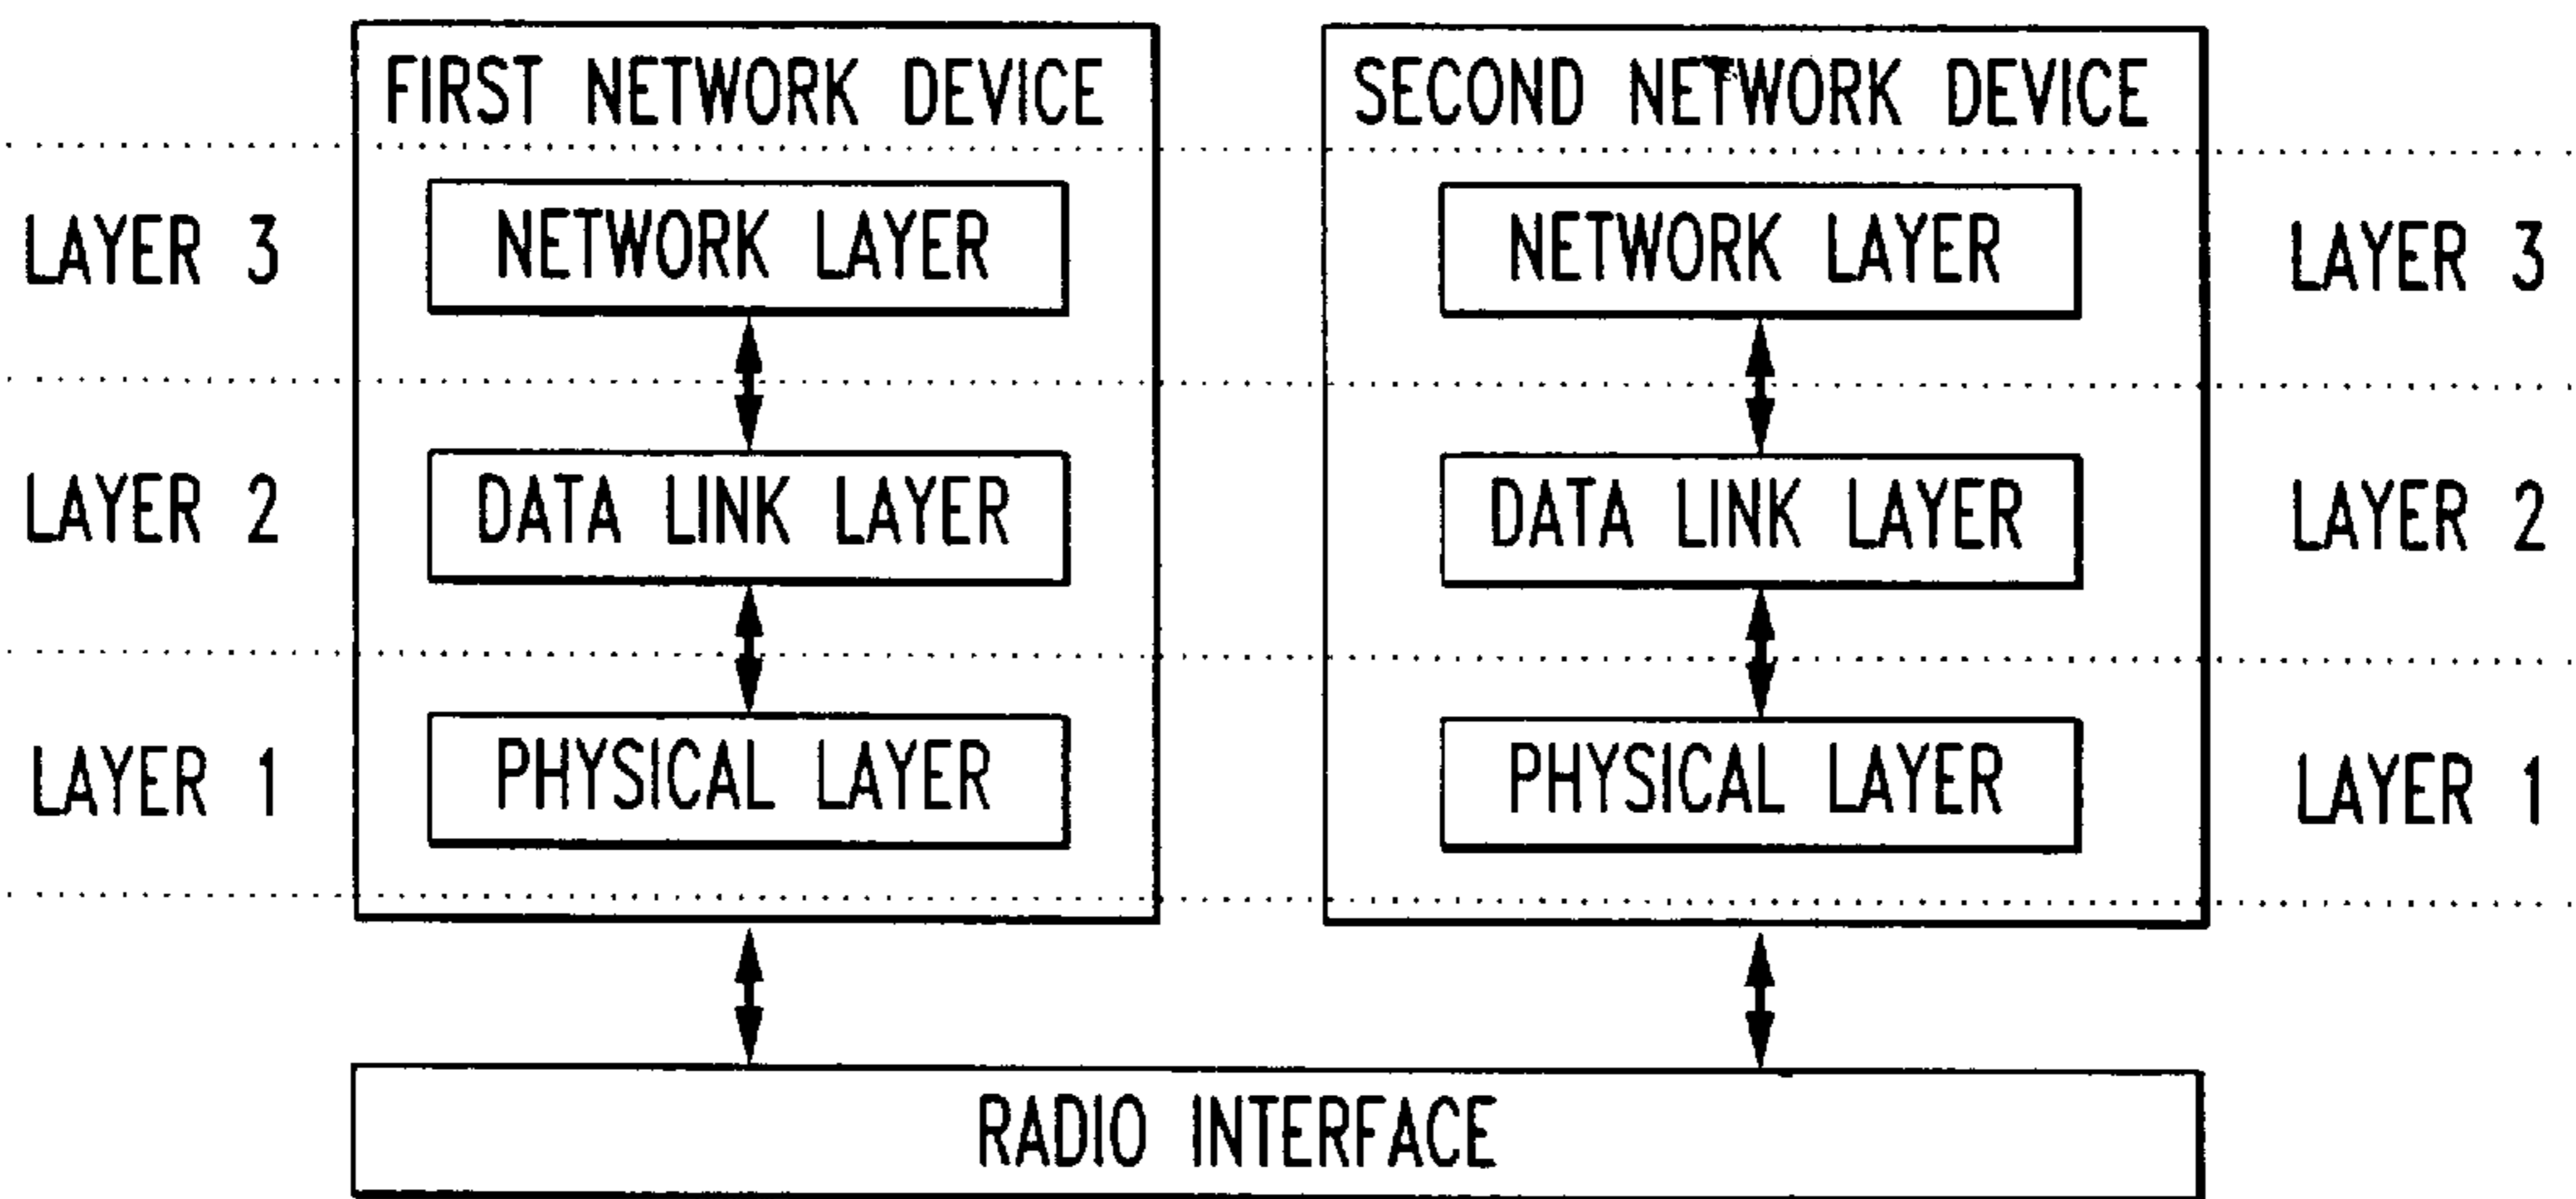 FIRST NETWORK DEVICE
SECOND NETWORK DEVICE
LAYER 3
NETWORK LAYER
NETWORK LAYER
LAYER 3
LAYER 2
DATA LINK LAYER
DATA LINK LAYER
LAYER 2
LAYER 1
PHYSICAL LAYER
PHYSICAL LAYER
LAYER 1
RADIO INTERFACE